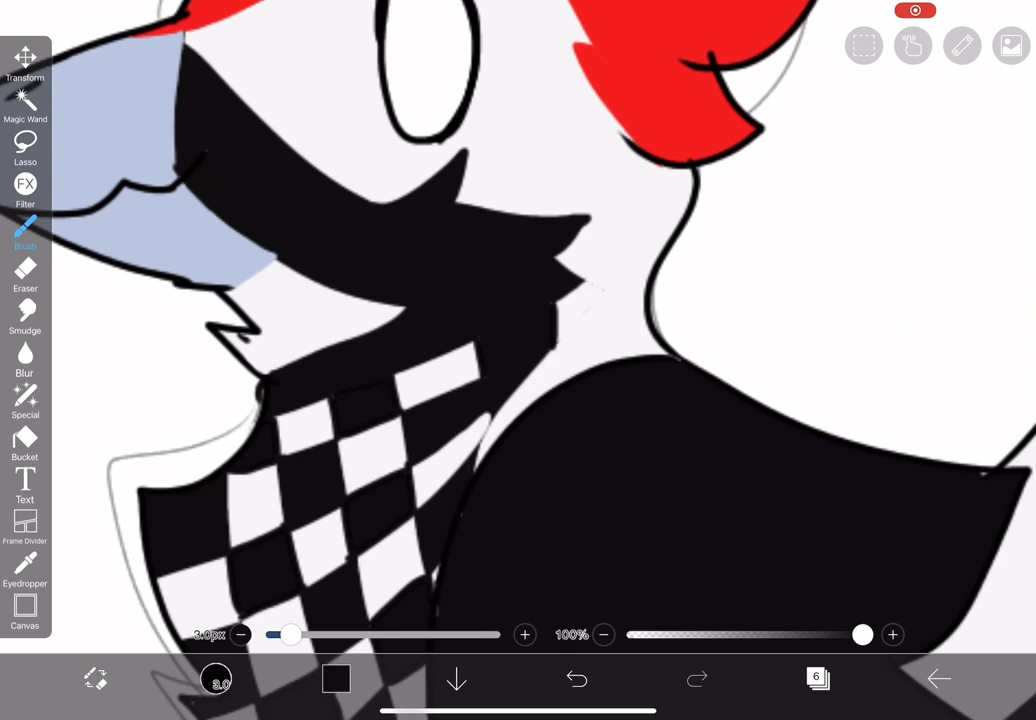 Transform
Magic Wand
Lasso
FX
Filter
Brush
Eraser
Smudge
Blur
Special
Bucket
T
Text
Frame Divider
Eyedropper
Canvas
3.0px
100%
3.0
6